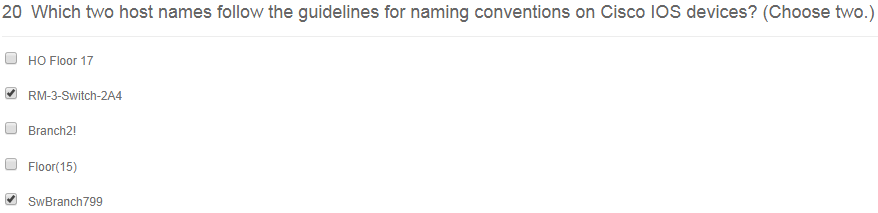 20 Which two host names follow the guidelines for naming conventions on Cisco IOS devices? (Choose two.)
HO Floor 17
RM-3-Switch-2A4
Branch2!
Floor(15)
SwBranch799